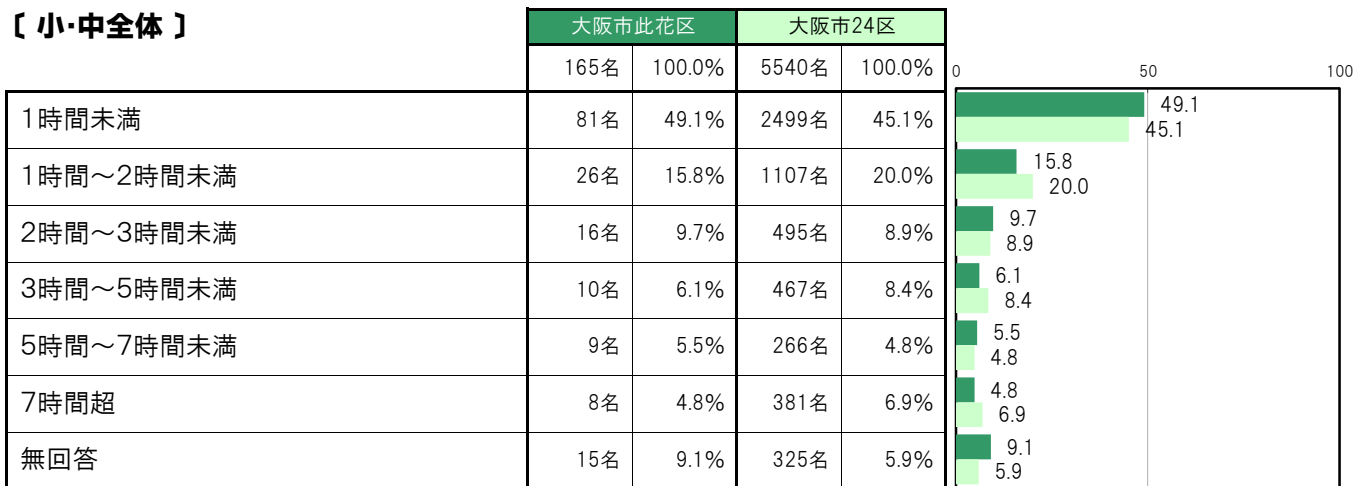 〔 小・中全体 〕
大阪市此花区 大阪市24区
165名 100.0% 5540名 100.0%
0 50 100
1時間未満 81名 49.1% 2499名 45.1% 49.1
45.1
1時間～2時間未満 26名 15.8% 1107名 20.0% 15.8
20.0
2時間～3時間未満 16名 9.7% 495名 8.9% 9.7
8.9
3時間～5時間未満 10名 6.1% 467名 8.4% 6.1
8.4
5時間～7時間未満 9名 5.5% 266名 4.8% 5.5
4.8
7時間超 8名 4.8% 381名 6.9% 4.8
6.9
無回答 15名 9.1% 325名 5.9% 9.1
5.9